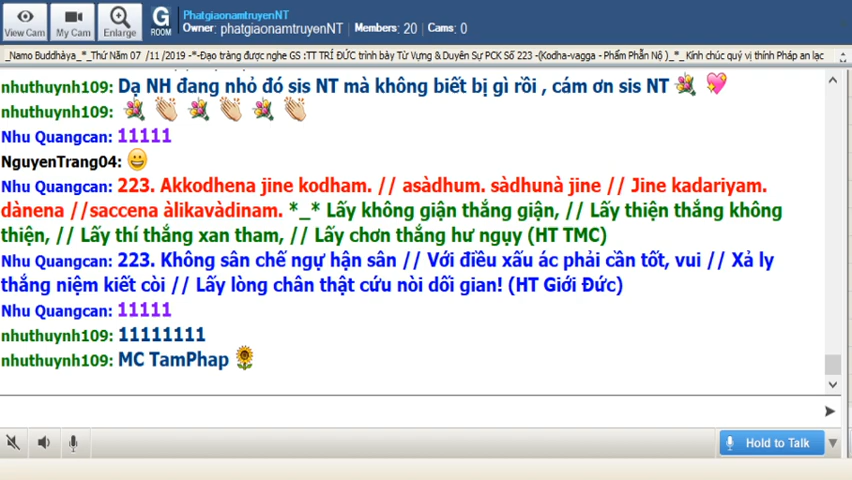 View Cam
My Cam
Enlarge
G
ROOM
PhatgiaonamtruyenNT
Owner: phatgiaonamtruyenNT Members: 20 Cams: 0
_Namo Buddhàya_*_Thứ Năm 07 /11 /2019 -*-Đạo tràng được nghe GS :TT TRÍ ĐỨC trình bày Từ Vựng & Duyên Sự PCK Số 223 -(Kodha-vagga - Phẩm Phẫn Nộ )_*_ Kính chúc quý vị thính Pháp an lạc
nhuthuynh109: Dạ NH đang nhỏ đó sis NT mà không biết bị gì rồi , cám ơn sis NT
nhuthuynh109:
Nhu Quangcan: 11111
NguyenTrang04:
Nhu Quangcan: 223. Akkodhena jine kodham. // asàdhum. sàdhunà jine // Jine kadariyam.
dànena //saccena àlikavàdinam. *_* Lấy không giận thắng giận, // Lấy thiện thắng không
thiện, // Lấy thí thắng xan tham, // Lấy chơn thắng hư ngụy (HT TMC)
Nhu Quangcan: 223. Không sân chế ngự hận sân // Với điều xấu ác phải cần tốt, vui // Xả ly
thắng niệm kiết còi // Lấy lòng chân thật cứu nòi dối gian! (HT Giới Đức)
Nhu Quangcan: 11111
nhuthuynh109: 11111111
nhuthuynh109: MC TamPhap
Hold to Talk